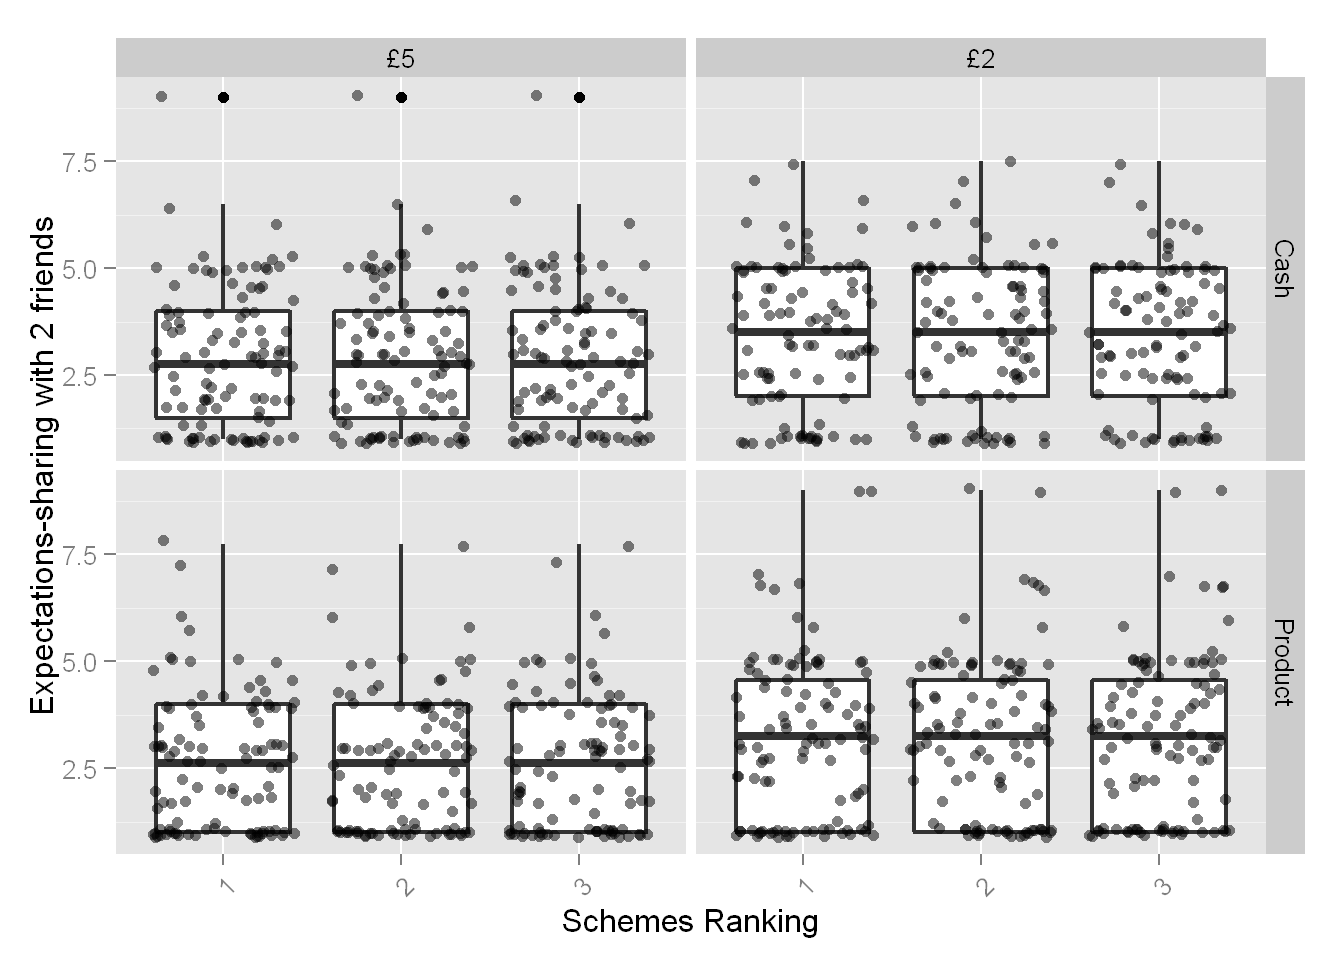 £5 £2
7.5
5.0
2.5
Cash
7.5
5.0
2.5
Product
Expectations-sharing with 2 friends
1 2 3 1 2 3
Schemes Ranking